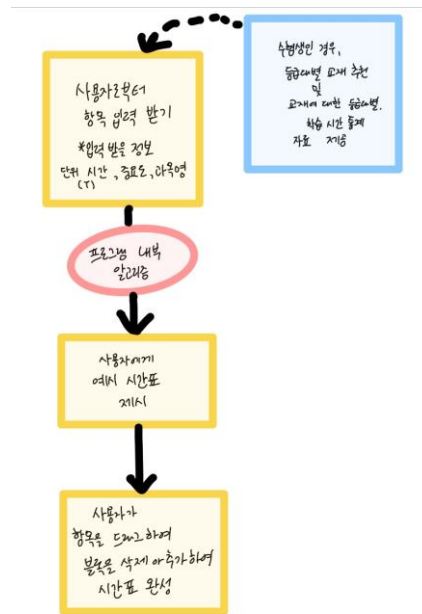 사용자로부터
항목 입력 받기
*입력 받을 정보
단위 시간, 중요도, 과목명
(T)
수험생인 경우,
등급대별 교재 추천
및
교재에 대한 등급대별
학습 시간 통계
자료 제공
프로그램 내부
알고리즘
사용자에게
예시 시간표
제시
사용자가
항목을 드래그하여
블록을 삭제 or 추가하여
시간표 완성